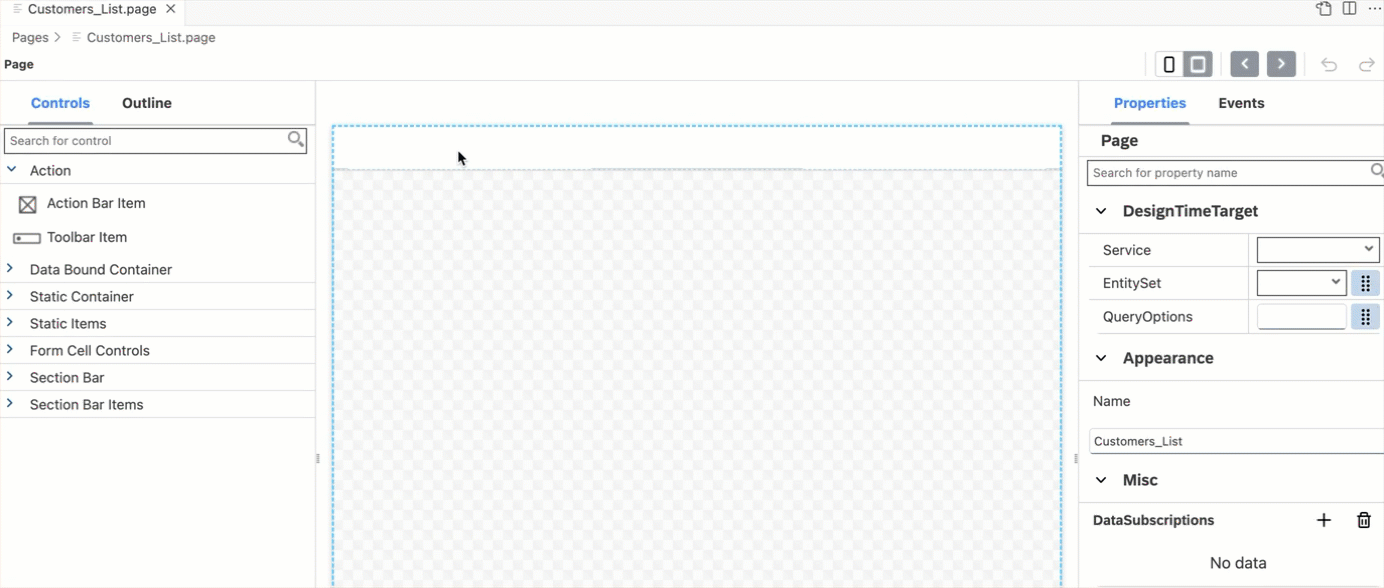 Customers_List.page
Pages > Customers_List.page
Page
Controls
Outline
Search for control
Action
Action Bar Item
Toolbar Item
Data Bound Container
Static Container
Static Items
Form Cell Controls
Section Bar
Section Bar Items
Properties
Events
Page
Search for property name
DesignTimeTarget
Service
EntitySet
QueryOptions
Appearance
Name
Customers_List
Misc
DataSubscriptions
No data